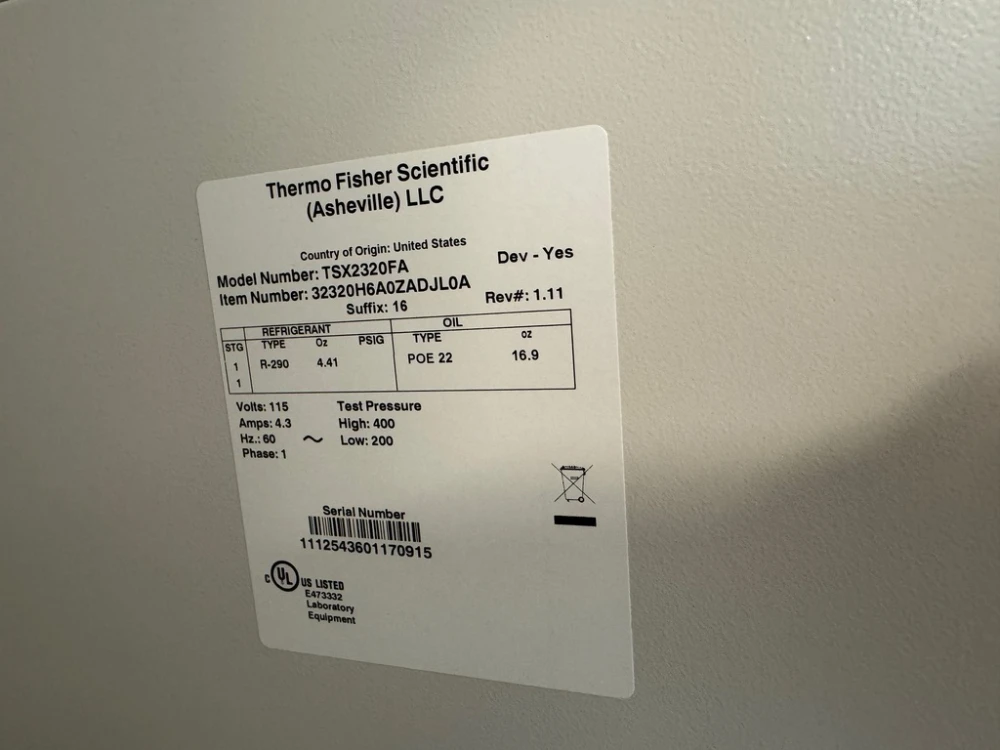 Thermo Fisher Scientific
(Asheville) LLC
Country of Origin: United States
Model Number: TSX2320FA
Dev - Yes
Item Number: 32320H6A0ZADJL0A
Suffix: 16
Rev#: 1.11
REFRIGERANT OIL
STG TYPE Oz PSIG TYPE oz
1 R-290 4.41 POE 22 16.9
1
Volts: 115 Test Pressure
Amps: 4.3 High: 400
Hz.: 60 ~ Low: 200
Phase: 1
Serial Number
1112543601170915
C UL US LISTED
E473332
Laboratory
Equipment